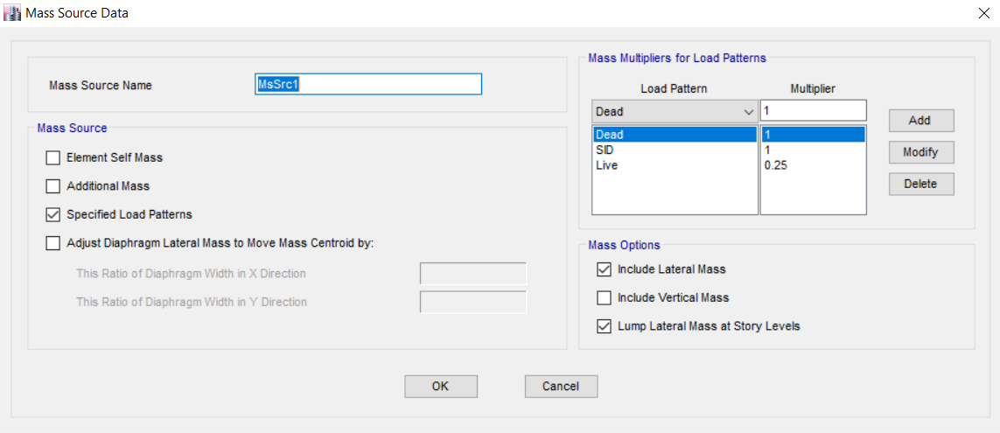 Mass Source Data
Mass Source Name
MsSrc1
Mass Source
Element Self Mass
Additional Mass
Specified Load Patterns
Adjust Diaphragm Lateral Mass to Move Mass Centroid by:
This Ratio of Diaphragm Width in X Direction
This Ratio of Diaphragm Width in Y Direction
Mass Multipliers for Load Patterns
Load Pattern Multiplier
Dead 1
Dead 1
SID 1
Live 0.25
Add
Modify
Delete
Mass Options
Include Lateral Mass
Include Vertical Mass
Lump Lateral Mass at Story Levels
OK Cancel